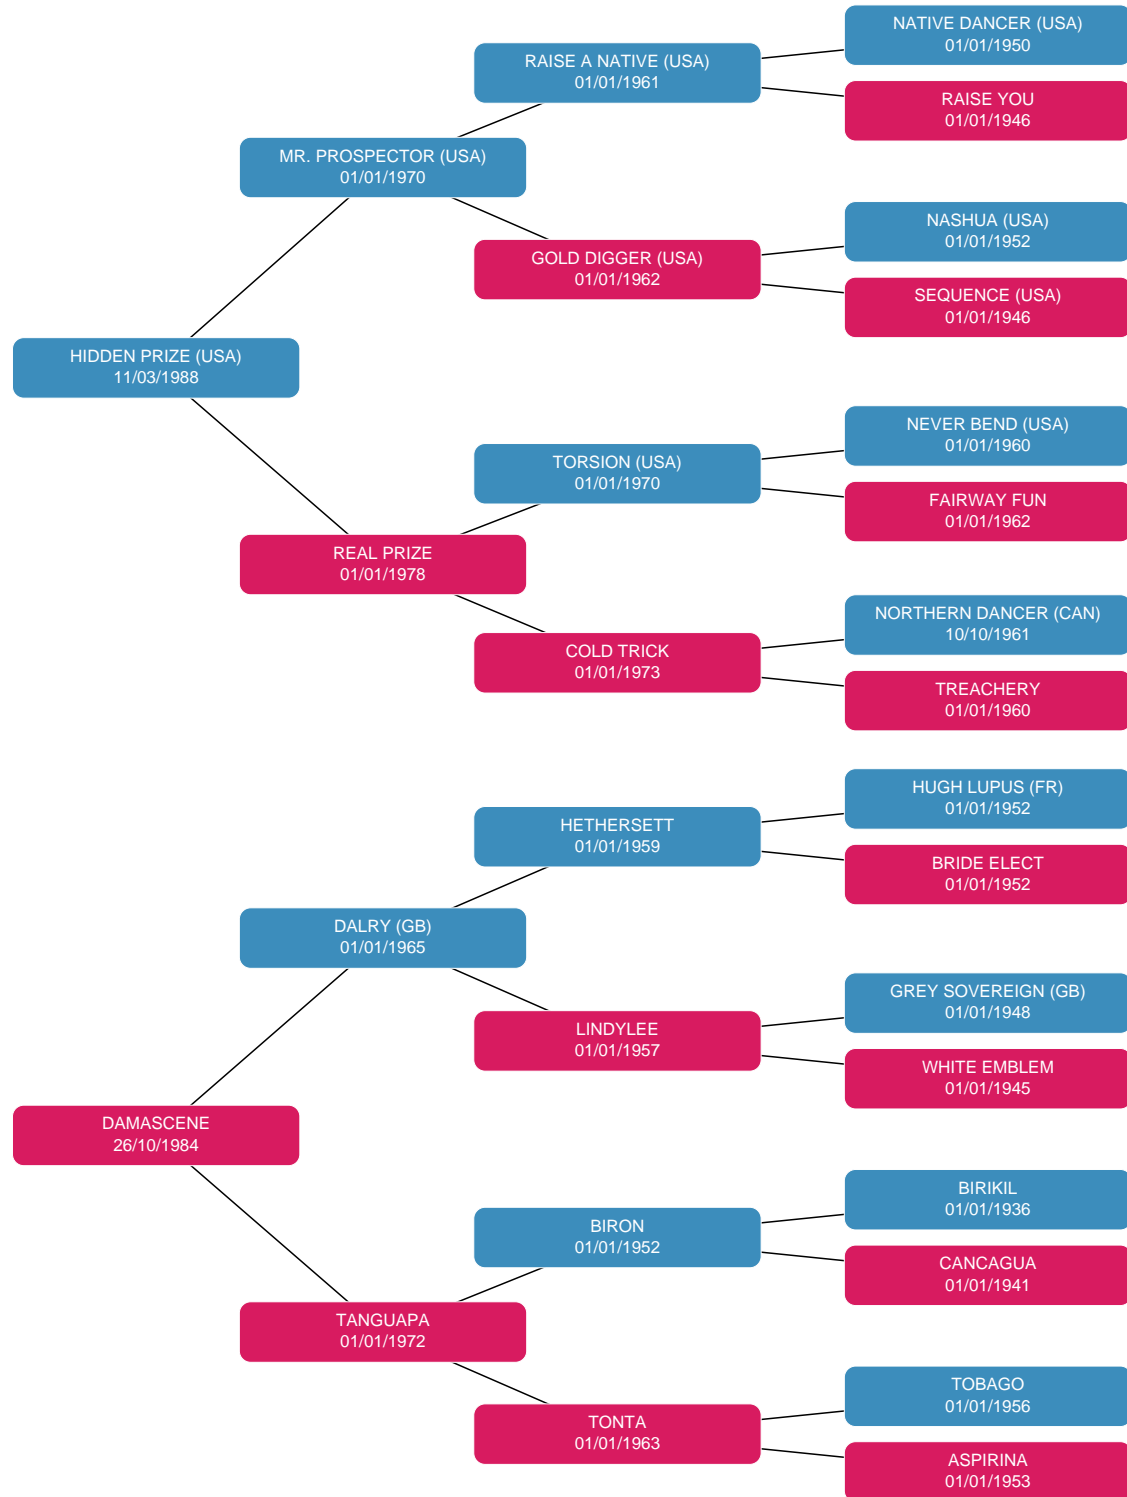 NATIVE DANCER (USA)
01/01/1950
RAISE A NATIVE (USA)
01/01/1961
RAISE YOU
01/01/1946
MR. PROSPECTOR (USA)
01/01/1970
NASHUA (USA)
01/01/1952
GOLD DIGGER (USA)
01/01/1962
SEQUENCE (USA)
01/01/1946
HIDDEN PRIZE (USA)
11/03/1988
NEVER BEND (USA)
01/01/1960
TORSION (USA)
01/01/1970
FAIRWAY FUN
01/01/1962
REAL PRIZE
01/01/1978
NORTHERN DANCER (CAN)
10/10/1961
COLD TRICK
01/01/1973
TREACHERY
01/01/1960
HUGH LUPUS (FR)
01/01/1952
HETHERSETT
01/01/1959
BRIDE ELECT
01/01/1952
DALRY (GB)
01/01/1965
GREY SOVEREIGN (GB)
01/01/1948
LINDYLEE
01/01/1957
WHITE EMBLEM
01/01/1945
DAMASCENE
26/10/1984
BIRIKIL
01/01/1936
BIRON
01/01/1952
CANCAGUA
01/01/1941
TANGUAPA
01/01/1972
TOBAGO
01/01/1956
TONTA
01/01/1963
ASPIRINA
01/01/1953